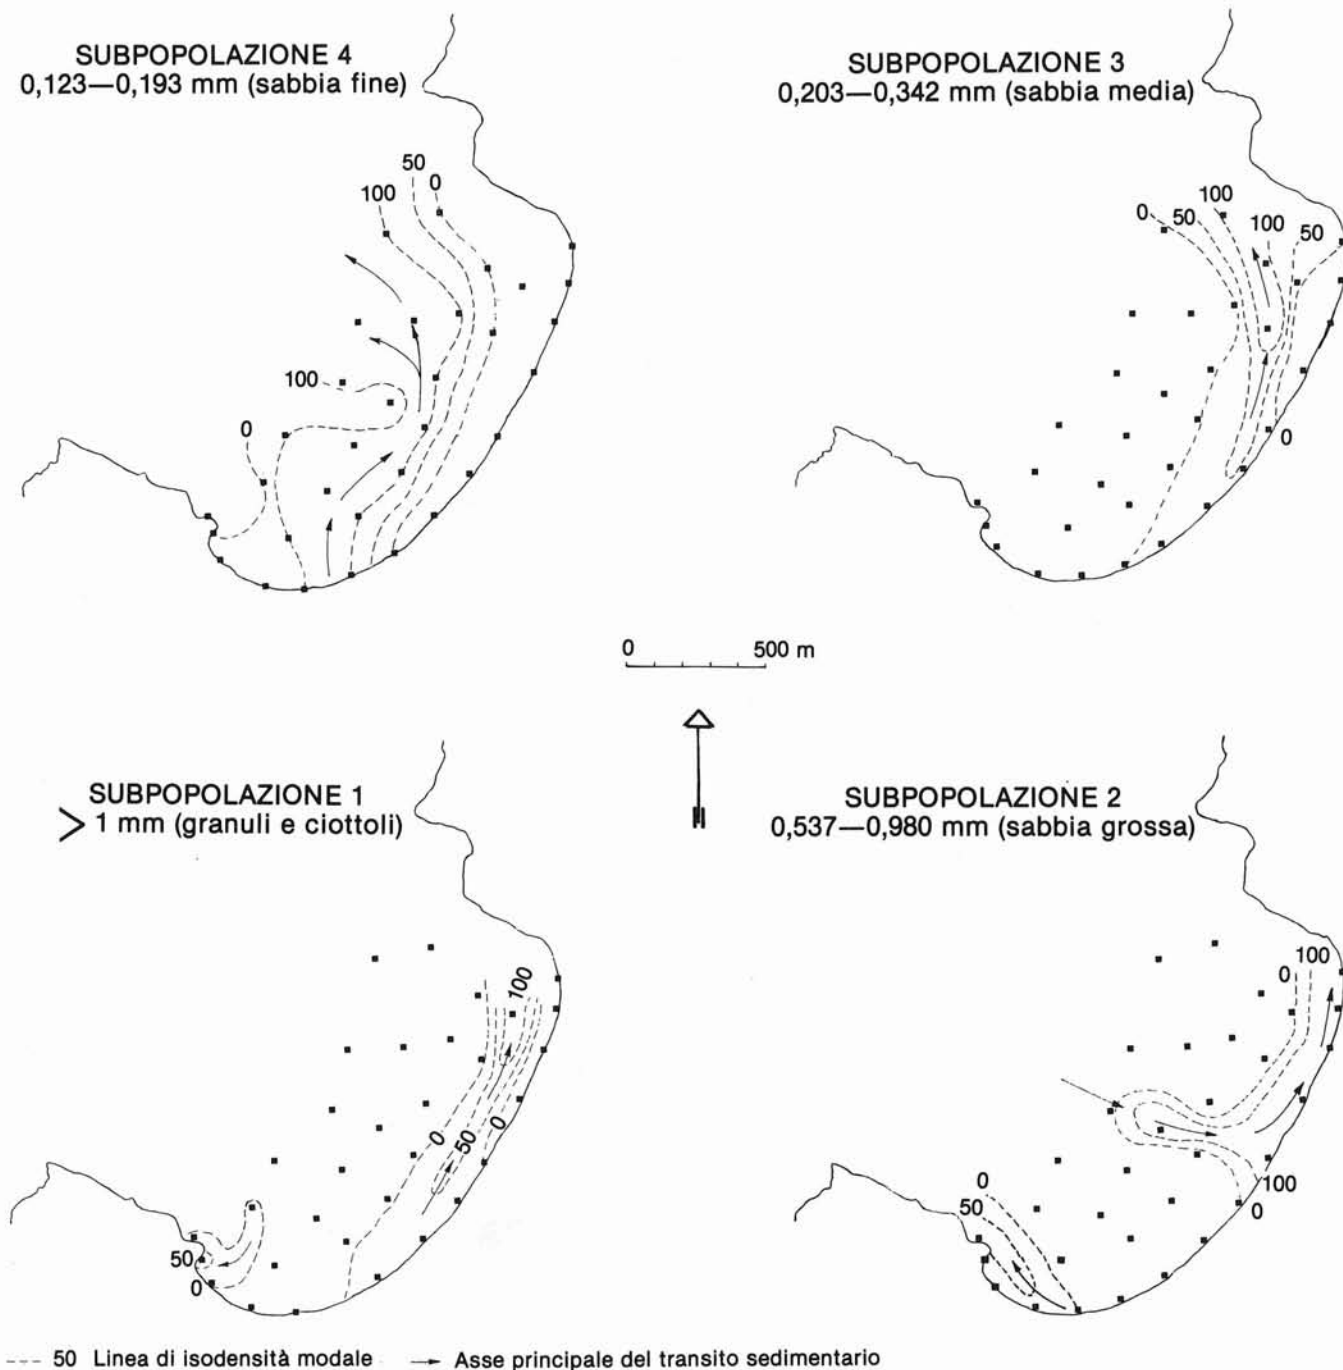 SUBPOPOLAZIONE 4
0,123—0,193 mm (sabbia fine)
50
0
100
100
0
SUBPOPOLAZIONE 3
0,203—0,342 mm (sabbia media)
100
0
50
100
50
0
0 500 m
SUBPOPOLAZIONE 1
> 1 mm (granuli e ciottoli)
100
0
50
0
50
0
SUBPOPOLAZIONE 2
0,537—0,980 mm (sabbia grossa)
100
0
0
50
100
0
50 Linea di isodensità modale
Asse principale del transito sedimentario